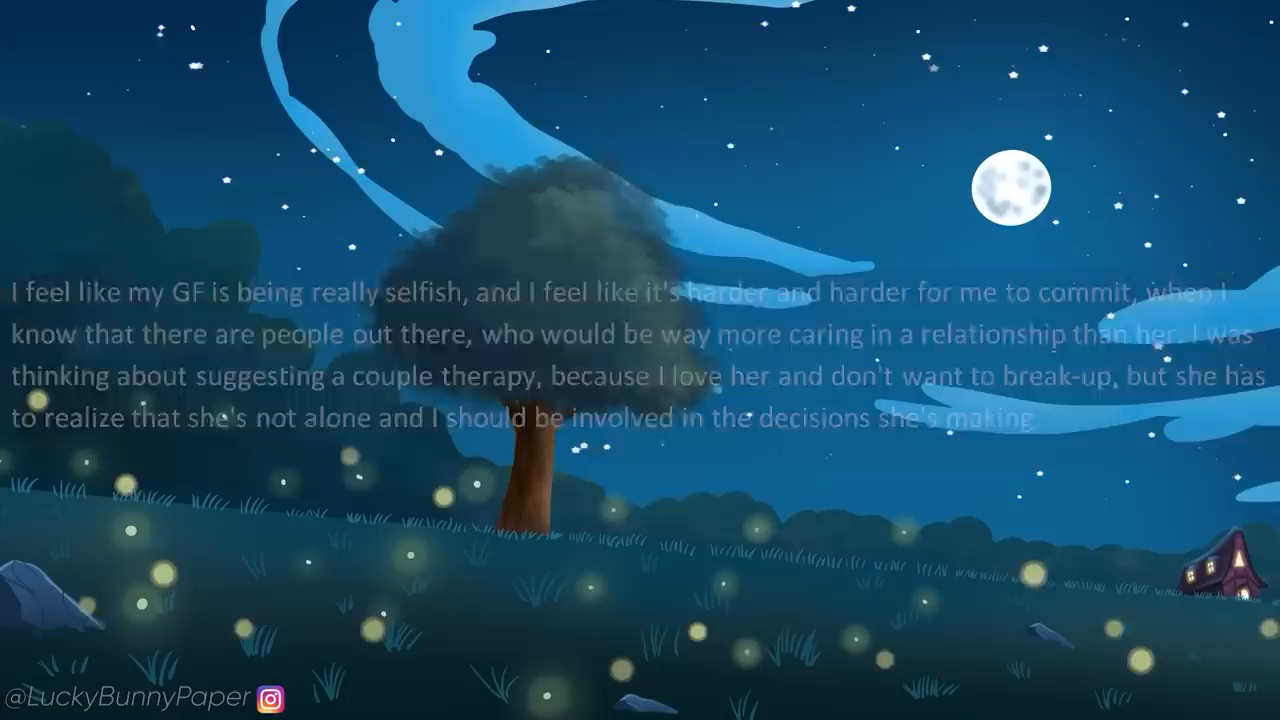 I feel like my GF is being really selfish, and I feel like it's harder and harder for me to commit, when I
know that there are people out there, who would be way more caring in a relationship than her. I was
thinking about suggesting a couple therapy, because I love her and don't want to break-up, but she has
to realize that she's not alone and I should be involved in the decisions she's making.
@LuckyBunnyPaper